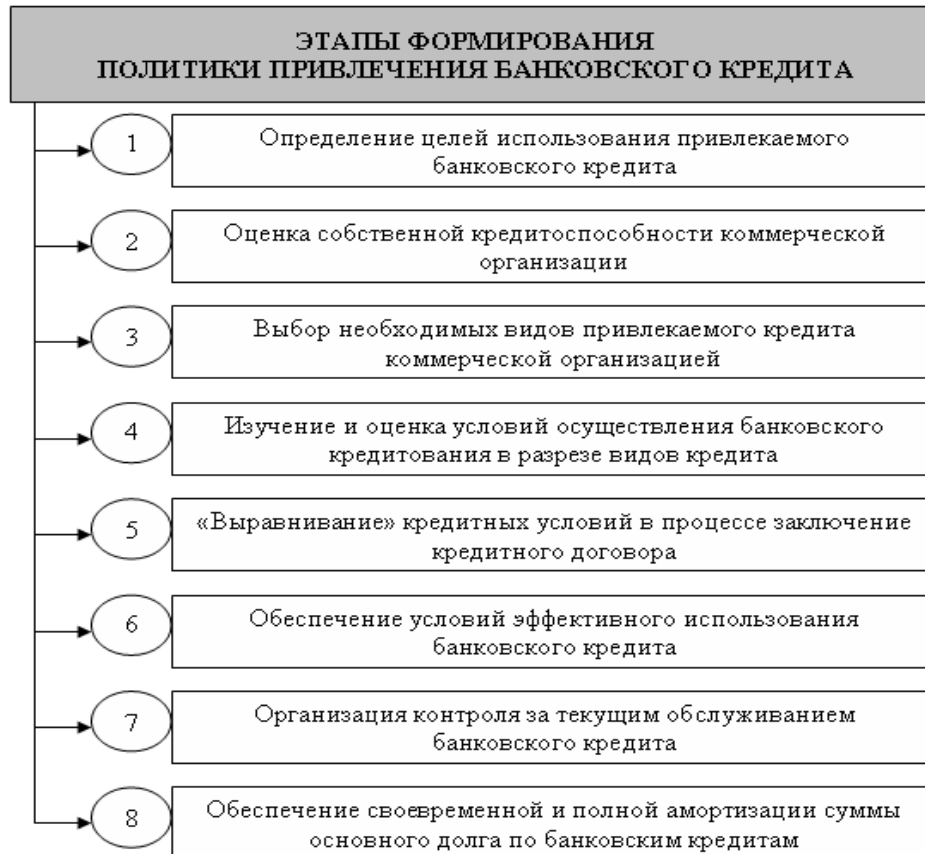 ЭТАПЫ ФОРМИРОВАНИЯ
ПОЛИТИКИ ПРИВЛЕЧЕНИЯ БАНКОВСКОГО КРЕДИТА
1
Определение целей использования привлекаемого
банковского кредита
2
Оценка собственной кредитоспособности коммерческой
организации
3
Выбор необходимых видов привлекаемого кредита
коммерческой организацией
4
Изучение и оценка условий осуществления банковского
кредитования в разрезе видов кредита
5
«Выравнивание» кредитных условий в процессе заключение
кредитного договора
6
Обеспечение условий эффективного использования
банковского кредита
7
Организация контроля за текущим обслуживанием
банковского кредита
8
Обеспечение своевременной и полной амортизации суммы
основного долга по банковским кредитам